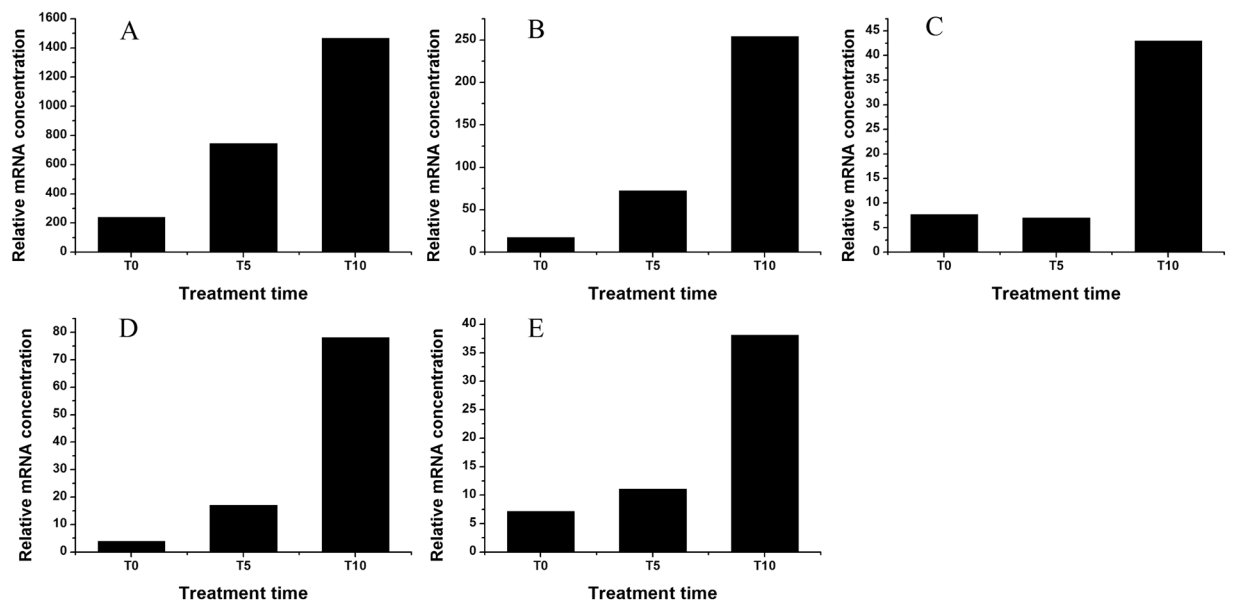 A
Relative mRNA concentration
1600
1400
1200
1000
800
600
400
200
0
T0 T5 T10
Treatment time
B
Relative mRNA concentration
250
200
150
100
50
0
T0 T5 T10
Treatment time
C
Relative mRNA concentration
45
40
35
30
25
20
15
10
5
0
T0 T5 T10
Treatment time
D
Relative mRNA concentration
80
70
60
50
40
30
20
10
0
T0 T5 T10
Treatment time
E
Relative mRNA concentration
40
35
30
25
20
15
10
5
0
T0 T5 T10
Treatment time